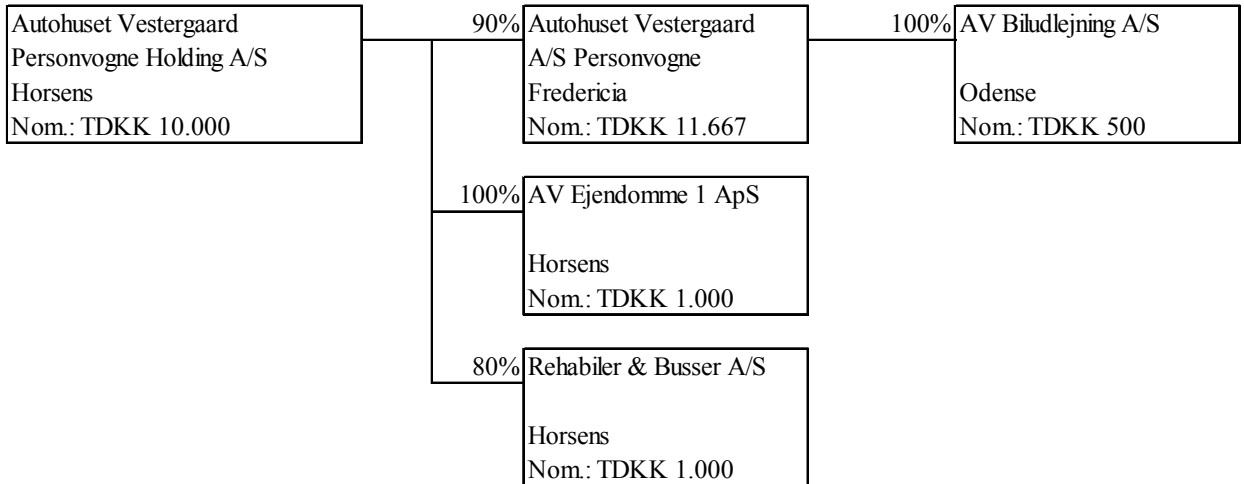 Autohuset Vestergaard
Personvogne Holding A/S
Horsens
Nom.: TDKK 10.000
90%
Autohuset Vestergaard
A/S Personvogne
Fredericia
Nom.: TDKK 11.667
100%
AV Biludlejning A/S
Odense
Nom.: TDKK 500
100%
AV Ejendomme 1 ApS
Horsens
Nom.: TDKK 1.000
80%
Rehabiler & Busser A/S
Horsens
Nom.: TDKK 1.000